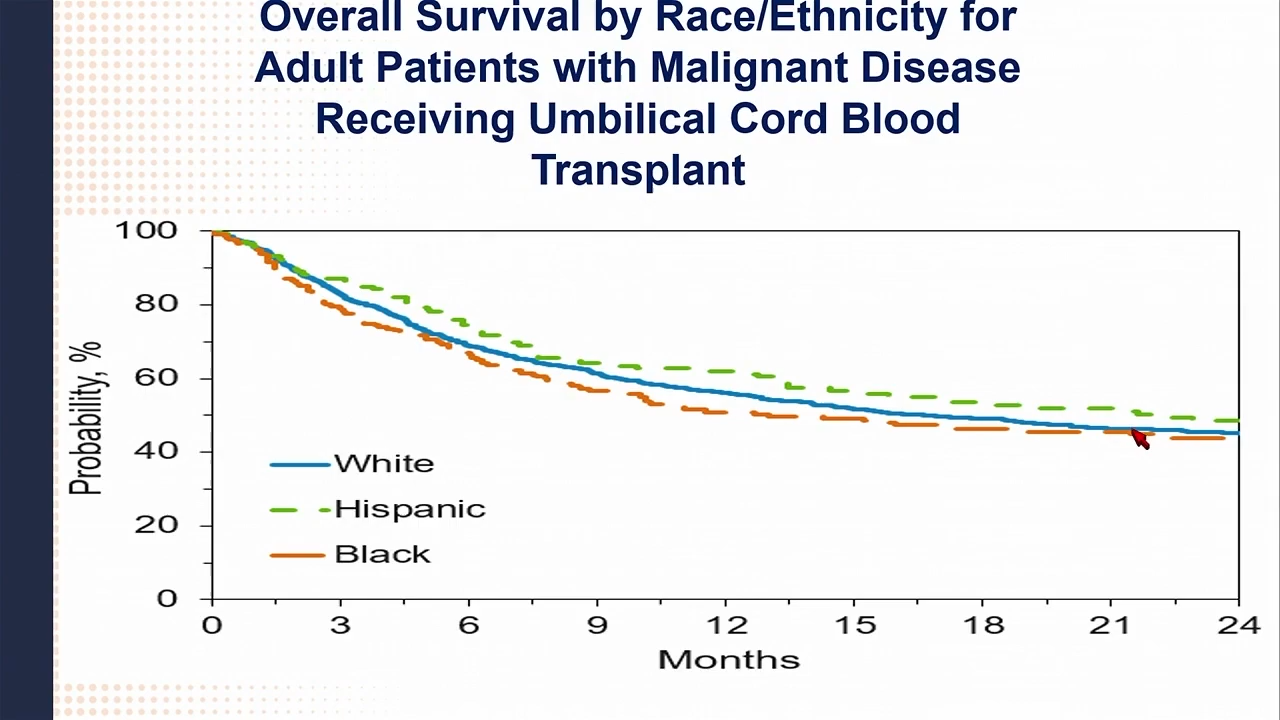 Overall Survival by Race/Ethnicity for
Adult Patients with Malignant Disease
Receiving Umbilical Cord Blood
Transplant
100
80
60
40
20
0
Probability, %
White
Hispanic
Black
0 3 6 9 12 15 18 21 24
Months